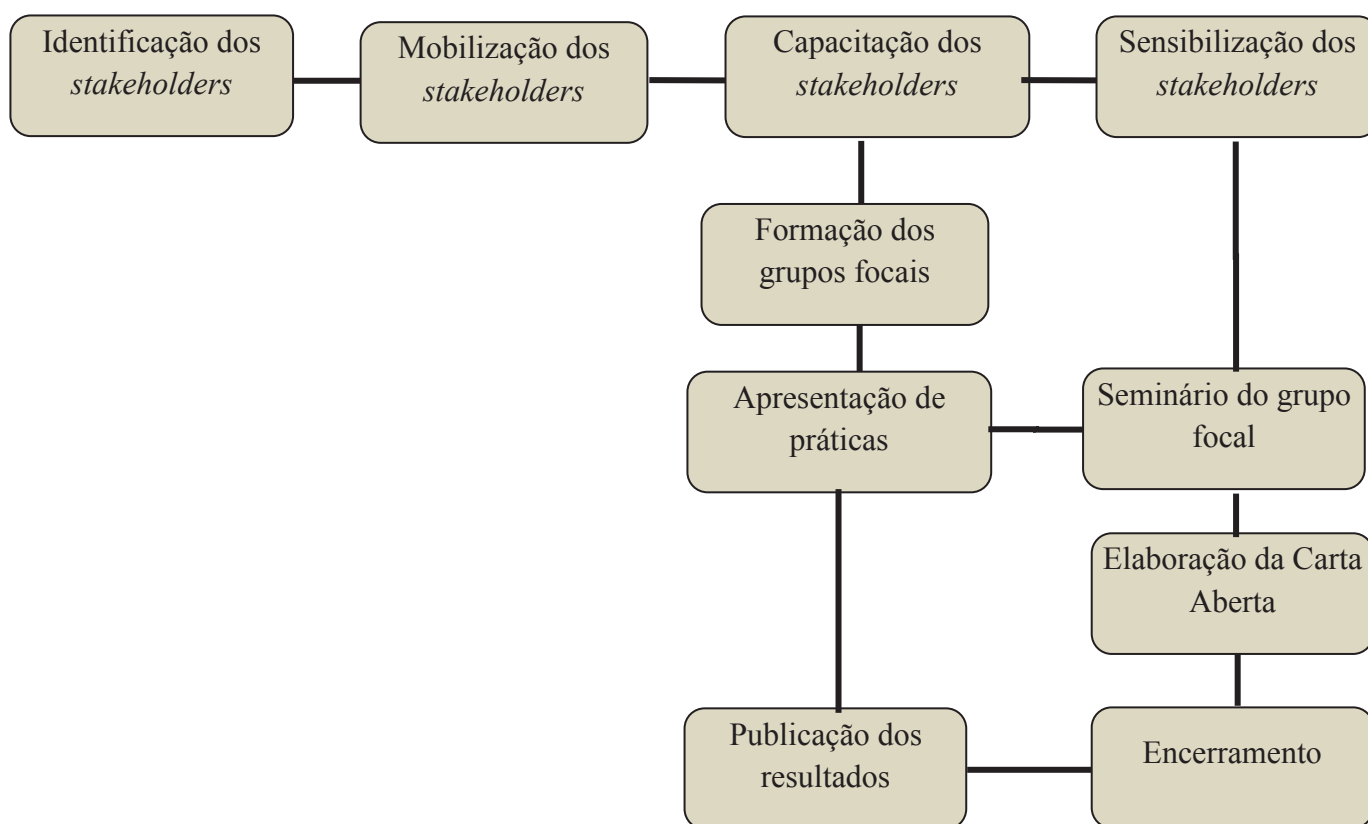 Identificação dos
stakeholders
Mobilização dos
stakeholders
Capacitação dos
stakeholders
Sensibilização dos
stakeholders
Formação dos
grupos focais
Apresentação de
práticas
Seminário do grupo
focal
Elaboração da Carta
Aberta
Publicação dos
resultados
Encerramento